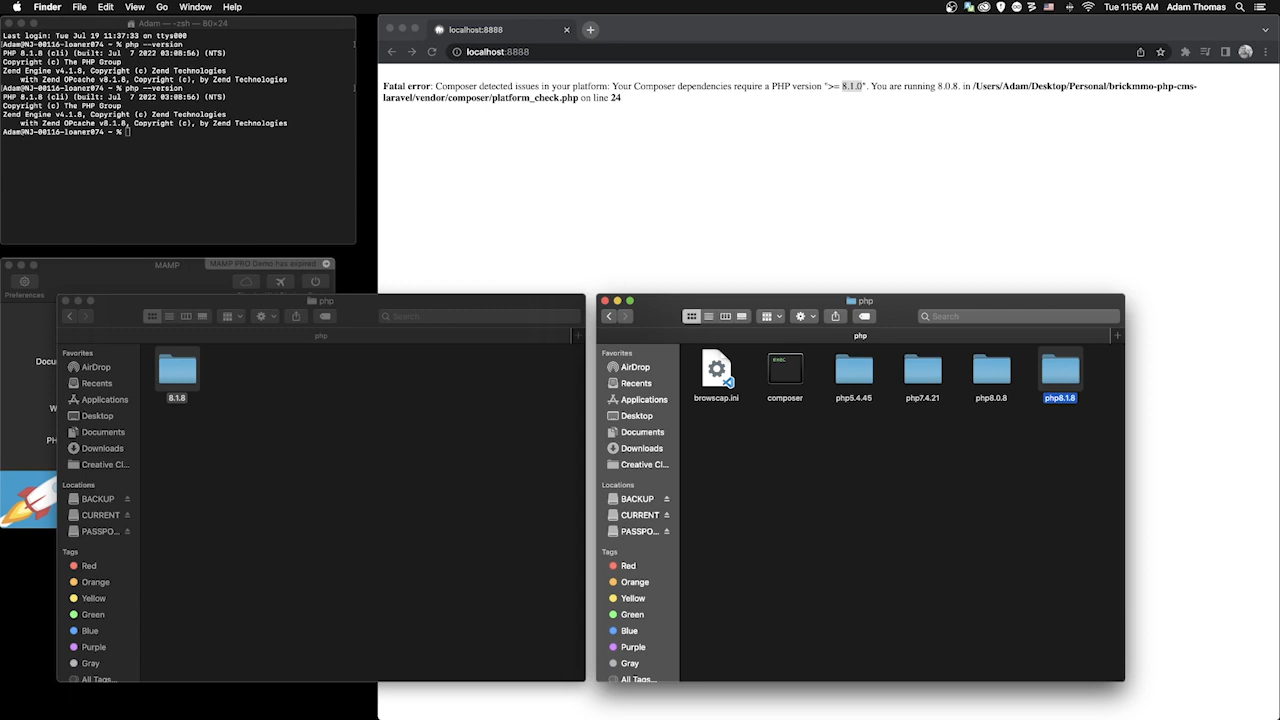 Finder File Edit View Go Window Help
Tue 11:56 AM Adam Thomas
Adam — -zsh — 80×24
Last login: Tue Jul 19 11:37:33 on ttys000
Adam@NJ-00116-loaner074 ~ % php --version
PHP 8.1.8 (cli) (built: Jul  7 2022 03:08:56) (NTS)
Copyright (c) The PHP Group
Zend Engine v4.1.8, Copyright (c) Zend Technologies
    with Zend OPcache v8.1.8, Copyright (c), by Zend Technologies
Adam@NJ-00116-loaner074 ~ % php --version
PHP 8.1.8 (cli) (built: Jul  7 2022 03:08:56) (NTS)
Copyright (c) The PHP Group
Zend Engine v4.1.8, Copyright (c) Zend Technologies
    with Zend OPcache v8.1.8, Copyright (c), by Zend Technologies
Adam@NJ-00116-loaner074 ~ %
localhost:8888
localhost:8888
Fatal error: Composer detected issues in your platform: Your Composer dependencies require a PHP version ">= 8.1.0". You are running 8.0.8. in /Users/Adam/Desktop/Personal/brickmmo-php-cms-
laravel/vendor/composer/platform_check.php on line 24
MAMP
MAMP PRO Demo has expired
Preferences
Docu
W
PH
php
Search
php
Favorites
AirDrop
Recents
Applications
Desktop
Documents
Downloads
Creative Cl...
Locations
BACKUP
CURRENT
PASSPO...
Tags
Red
Orange
Yellow
Green
Blue
Purple
Gray
All Tags...
8.1.8
php
Search
php
Favorites
AirDrop
Recents
Applications
Desktop
Documents
Downloads
Creative Cl...
Locations
BACKUP
CURRENT
PASSPO...
Tags
Red
Orange
Yellow
Green
Blue
Purple
Gray
All Tags...
EXEC
browscap.ini composer php5.4.45 php7.4.21 php8.0.8 php8.1.8